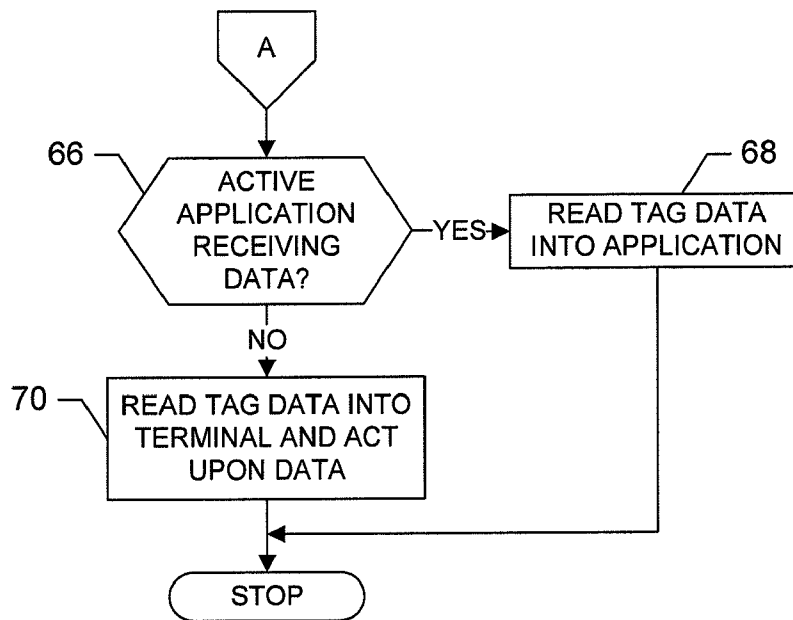 A
66
ACTIVE
APPLICATION
RECEIVING
DATA?
YES
68
READ TAG DATA
INTO APPLICATION
NO
70
READ TAG DATA INTO
TERMINAL AND ACT
UPON DATA
STOP